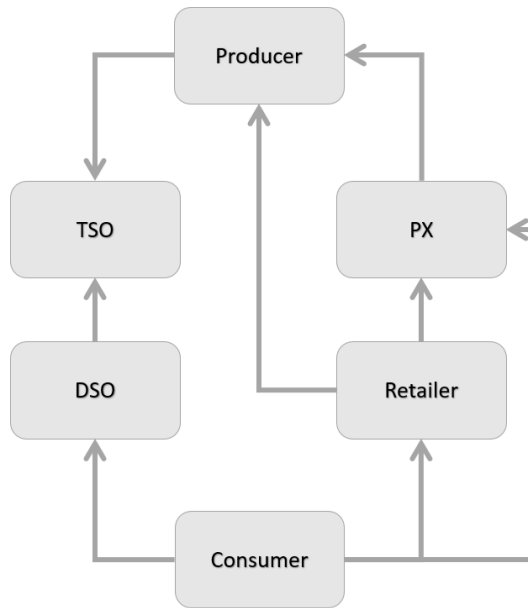 Producer
TSO
PX
DSO
Retailer
Consumer